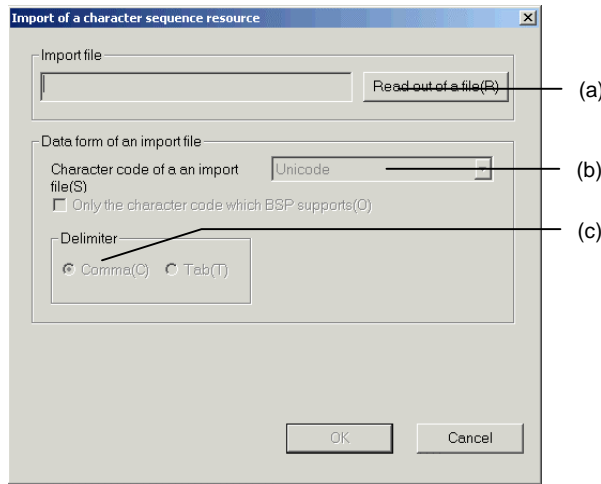 Import of a character sequence resource
Import file
Read out of a file(R)
(a)
Data form of an import file
Character code of a an import
file(S)
Unicode
(b)
Only the character code which BSP supports(O)
(c)
Delimiter
Comma(C) Tab(T)
OK Cancel